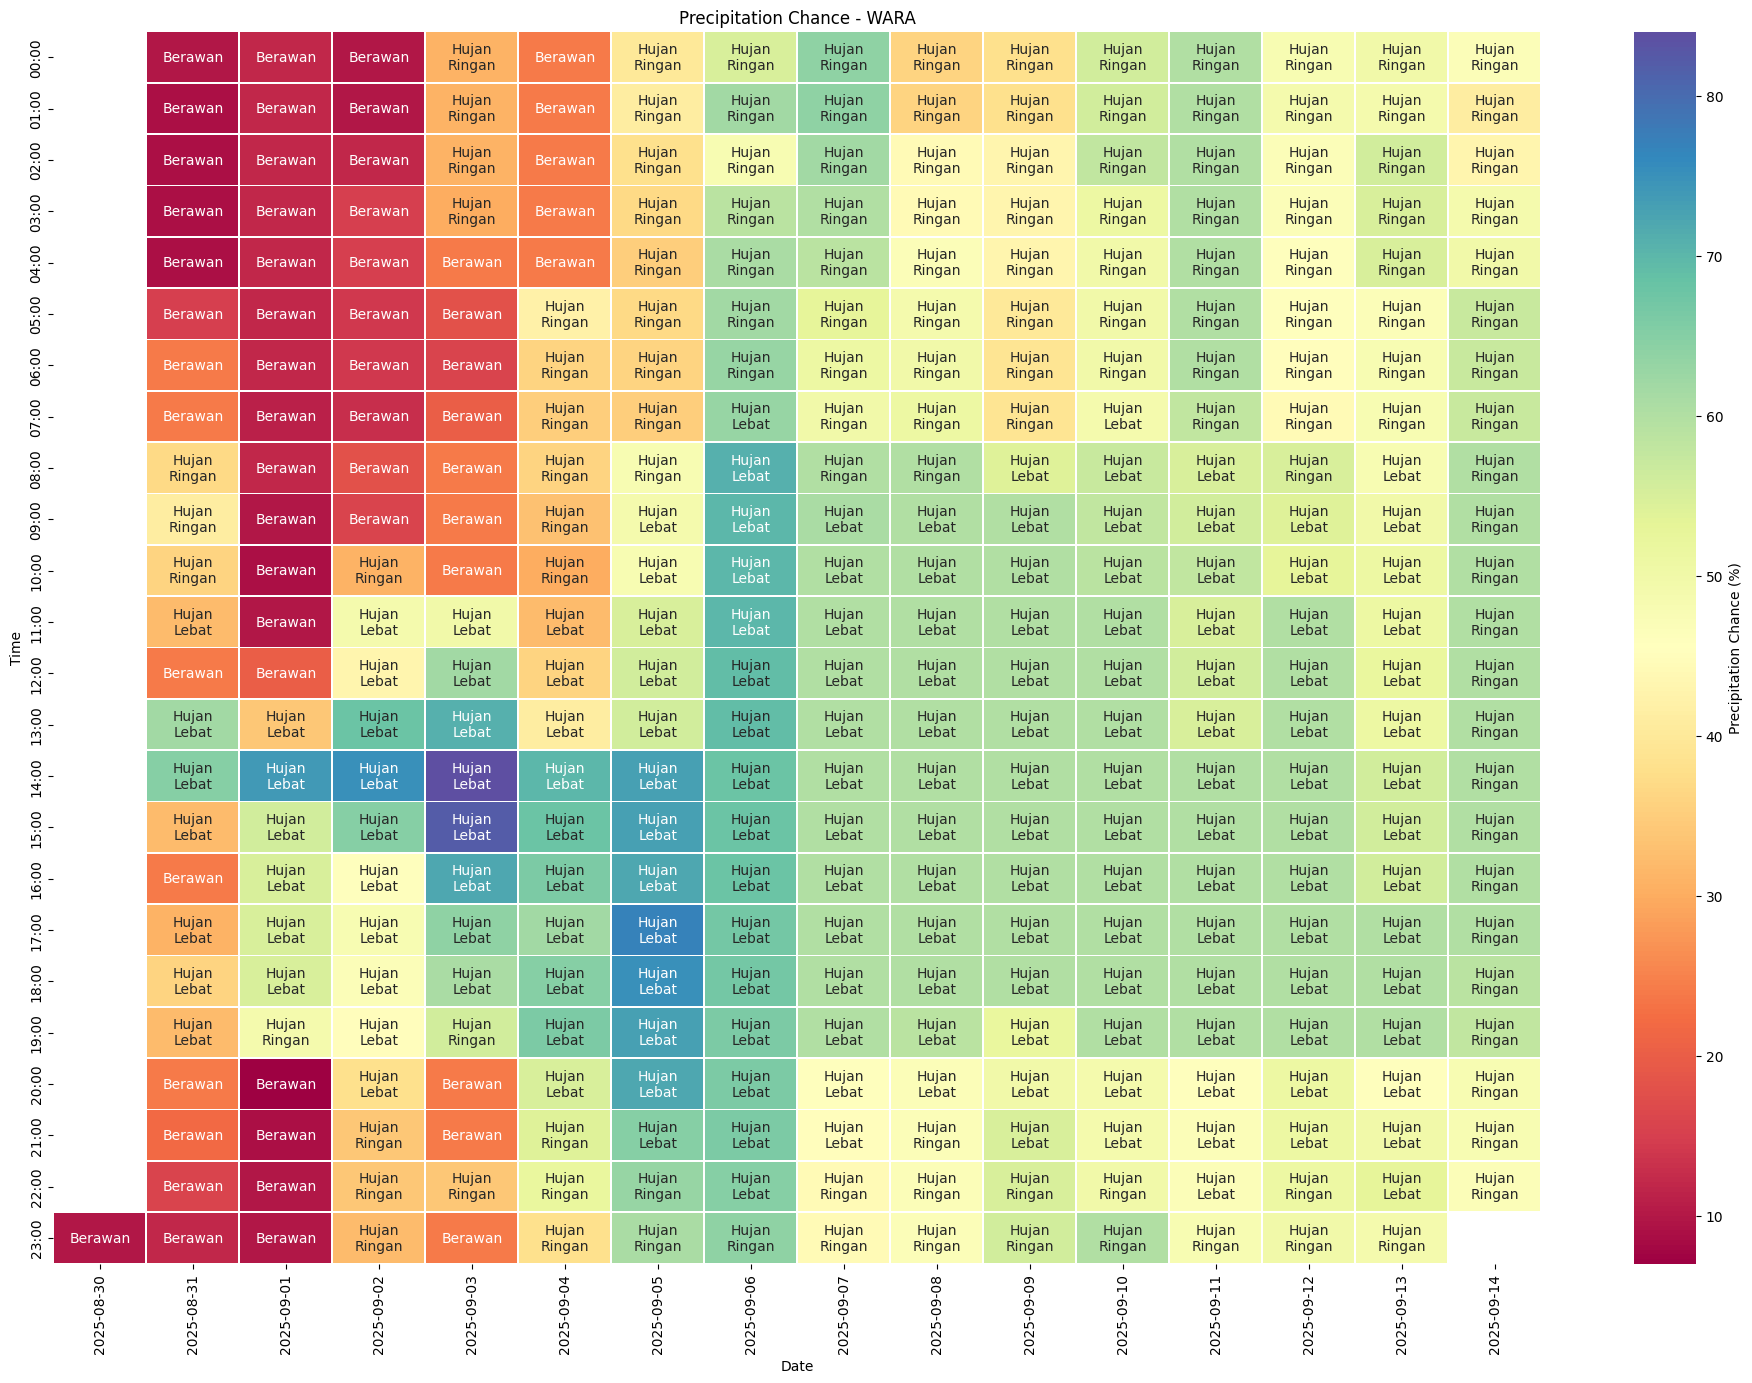 Precipitation Chance - WARA
00:00 Berawan Berawan Berawan Hujan Ringan Berawan Hujan Ringan Hujan Ringan Hujan Ringan Hujan Ringan Hujan Ringan Hujan Ringan Hujan Ringan Hujan Ringan Hujan Ringan Hujan Ringan
01:00 Berawan Berawan Berawan Hujan Ringan Berawan Hujan Ringan Hujan Ringan Hujan Ringan Hujan Ringan Hujan Ringan Hujan Ringan Hujan Ringan Hujan Ringan Hujan Ringan Hujan Ringan
02:00 Berawan Berawan Berawan Hujan Ringan Berawan Hujan Ringan Hujan Ringan Hujan Ringan Hujan Ringan Hujan Ringan Hujan Ringan Hujan Ringan Hujan Ringan Hujan Ringan Hujan Ringan
03:00 Berawan Berawan Berawan Hujan Ringan Berawan Hujan Ringan Hujan Ringan Hujan Ringan Hujan Ringan Hujan Ringan Hujan Ringan Hujan Ringan Hujan Ringan Hujan Ringan Hujan Ringan
04:00 Berawan Berawan Berawan Berawan Berawan Hujan Ringan Hujan Ringan Hujan Ringan Hujan Ringan Hujan Ringan Hujan Ringan Hujan Ringan Hujan Ringan Hujan Ringan Hujan Ringan
05:00 Berawan Berawan Berawan Berawan Hujan Ringan Hujan Ringan Hujan Ringan Hujan Ringan Hujan Ringan Hujan Ringan Hujan Ringan Hujan Ringan Hujan Ringan Hujan Ringan Hujan Ringan
06:00 Berawan Berawan Berawan Berawan Hujan Ringan Hujan Ringan Hujan Ringan Hujan Ringan Hujan Ringan Hujan Ringan Hujan Ringan Hujan Ringan Hujan Ringan Hujan Ringan Hujan Ringan
07:00 Berawan Berawan Berawan Berawan Hujan Ringan Hujan Ringan Hujan Lebat Hujan Ringan Hujan Ringan Hujan Ringan Hujan Lebat Hujan Ringan Hujan Ringan Hujan Ringan Hujan Ringan
08:00 Hujan Ringan Berawan Berawan Berawan Hujan Ringan Hujan Ringan Hujan Lebat Hujan Ringan Hujan Ringan Hujan Lebat Hujan Lebat Hujan Lebat Hujan Ringan Hujan Lebat Hujan Ringan
09:00 Hujan Ringan Berawan Berawan Berawan Hujan Ringan Hujan Lebat Hujan Lebat Hujan Lebat Hujan Lebat Hujan Lebat Hujan Lebat Hujan Lebat Hujan Lebat Hujan Lebat Hujan Ringan
10:00 Hujan Ringan Berawan Hujan Ringan Berawan Hujan Ringan Hujan Lebat Hujan Lebat Hujan Lebat Hujan Lebat Hujan Lebat Hujan Lebat Hujan Lebat Hujan Lebat Hujan Lebat Hujan Ringan
11:00 Hujan Lebat Berawan Hujan Lebat Hujan Lebat Hujan Lebat Hujan Lebat Hujan Lebat Hujan Lebat Hujan Lebat Hujan Lebat Hujan Lebat Hujan Lebat Hujan Lebat Hujan Lebat Hujan Ringan
12:00 Berawan Berawan Hujan Lebat Hujan Lebat Hujan Lebat Hujan Lebat Hujan Lebat Hujan Lebat Hujan Lebat Hujan Lebat Hujan Lebat Hujan Lebat Hujan Lebat Hujan Lebat Hujan Ringan
13:00 Hujan Lebat Hujan Lebat Hujan Lebat Hujan Lebat Hujan Lebat Hujan Lebat Hujan Lebat Hujan Lebat Hujan Lebat Hujan Lebat Hujan Lebat Hujan Lebat Hujan Lebat Hujan Lebat Hujan Ringan
14:00 Hujan Lebat Hujan Lebat Hujan Lebat Hujan Lebat Hujan Lebat Hujan Lebat Hujan Lebat Hujan Lebat Hujan Lebat Hujan Lebat Hujan Lebat Hujan Lebat Hujan Lebat Hujan Lebat Hujan Ringan
15:00 Hujan Lebat Hujan Lebat Hujan Lebat Hujan Lebat Hujan Lebat Hujan Lebat Hujan Lebat Hujan Lebat Hujan Lebat Hujan Lebat Hujan Lebat Hujan Lebat Hujan Lebat Hujan Lebat Hujan Ringan
16:00 Berawan Hujan Lebat Hujan Lebat Hujan Lebat Hujan Lebat Hujan Lebat Hujan Lebat Hujan Lebat Hujan Lebat Hujan Lebat Hujan Lebat Hujan Lebat Hujan Lebat Hujan Lebat Hujan Ringan
17:00 Hujan Lebat Hujan Lebat Hujan Lebat Hujan Lebat Hujan Lebat Hujan Lebat Hujan Lebat Hujan Lebat Hujan Lebat Hujan Lebat Hujan Lebat Hujan Lebat Hujan Lebat Hujan Lebat Hujan Ringan
18:00 Hujan Lebat Hujan Lebat Hujan Lebat Hujan Lebat Hujan Lebat Hujan Lebat Hujan Lebat Hujan Lebat Hujan Lebat Hujan Lebat Hujan Lebat Hujan Lebat Hujan Lebat Hujan Lebat Hujan Ringan
19:00 Hujan Lebat Hujan Ringan Hujan Lebat Hujan Ringan Hujan Lebat Hujan Lebat Hujan Lebat Hujan Lebat Hujan Lebat Hujan Lebat Hujan Lebat Hujan Lebat Hujan Lebat Hujan Lebat Hujan Ringan
20:00 Berawan Berawan Hujan Lebat Berawan Hujan Lebat Hujan Lebat Hujan Lebat Hujan Lebat Hujan Lebat Hujan Lebat Hujan Lebat Hujan Lebat Hujan Lebat Hujan Lebat Hujan Ringan
21:00 Berawan Berawan Hujan Ringan Berawan Hujan Ringan Hujan Lebat Hujan Lebat Hujan Lebat Hujan Ringan Hujan Lebat Hujan Lebat Hujan Lebat Hujan Lebat Hujan Lebat Hujan Ringan
22:00 Berawan Berawan Hujan Ringan Hujan Ringan Hujan Ringan Hujan Ringan Hujan Lebat Hujan Ringan Hujan Ringan Hujan Ringan Hujan Ringan Hujan Lebat Hujan Ringan Hujan Lebat Hujan Ringan
23:00 Berawan Berawan Berawan Hujan Ringan Berawan Hujan Ringan Hujan Ringan Hujan Ringan Hujan Ringan Hujan Ringan Hujan Ringan Hujan Ringan Hujan Ringan Hujan Ringan Hujan Ringan
2025-08-30 2025-08-31 2025-09-01 2025-09-02 2025-09-03 2025-09-04 2025-09-05 2025-09-06 2025-09-07 2025-09-08 2025-09-09 2025-09-10 2025-09-11 2025-09-12 2025-09-13 2025-09-14
Time
Date
80
70
60
50
40
30
20
10
Precipitation Chance (%)